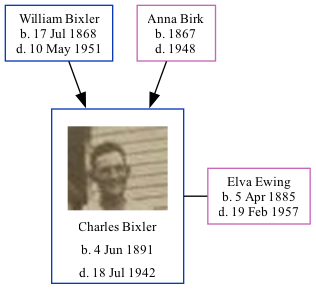 William Bixler
b. 17 Jul 1868
d. 10 May 1951
Anna Birk
b. 1867
d. 1948
Charles Bixler
b. 4 Jun 1891
d. 18 Jul 1942
Elva Ewing
b. 5 Apr 1885
d. 19 Feb 1957